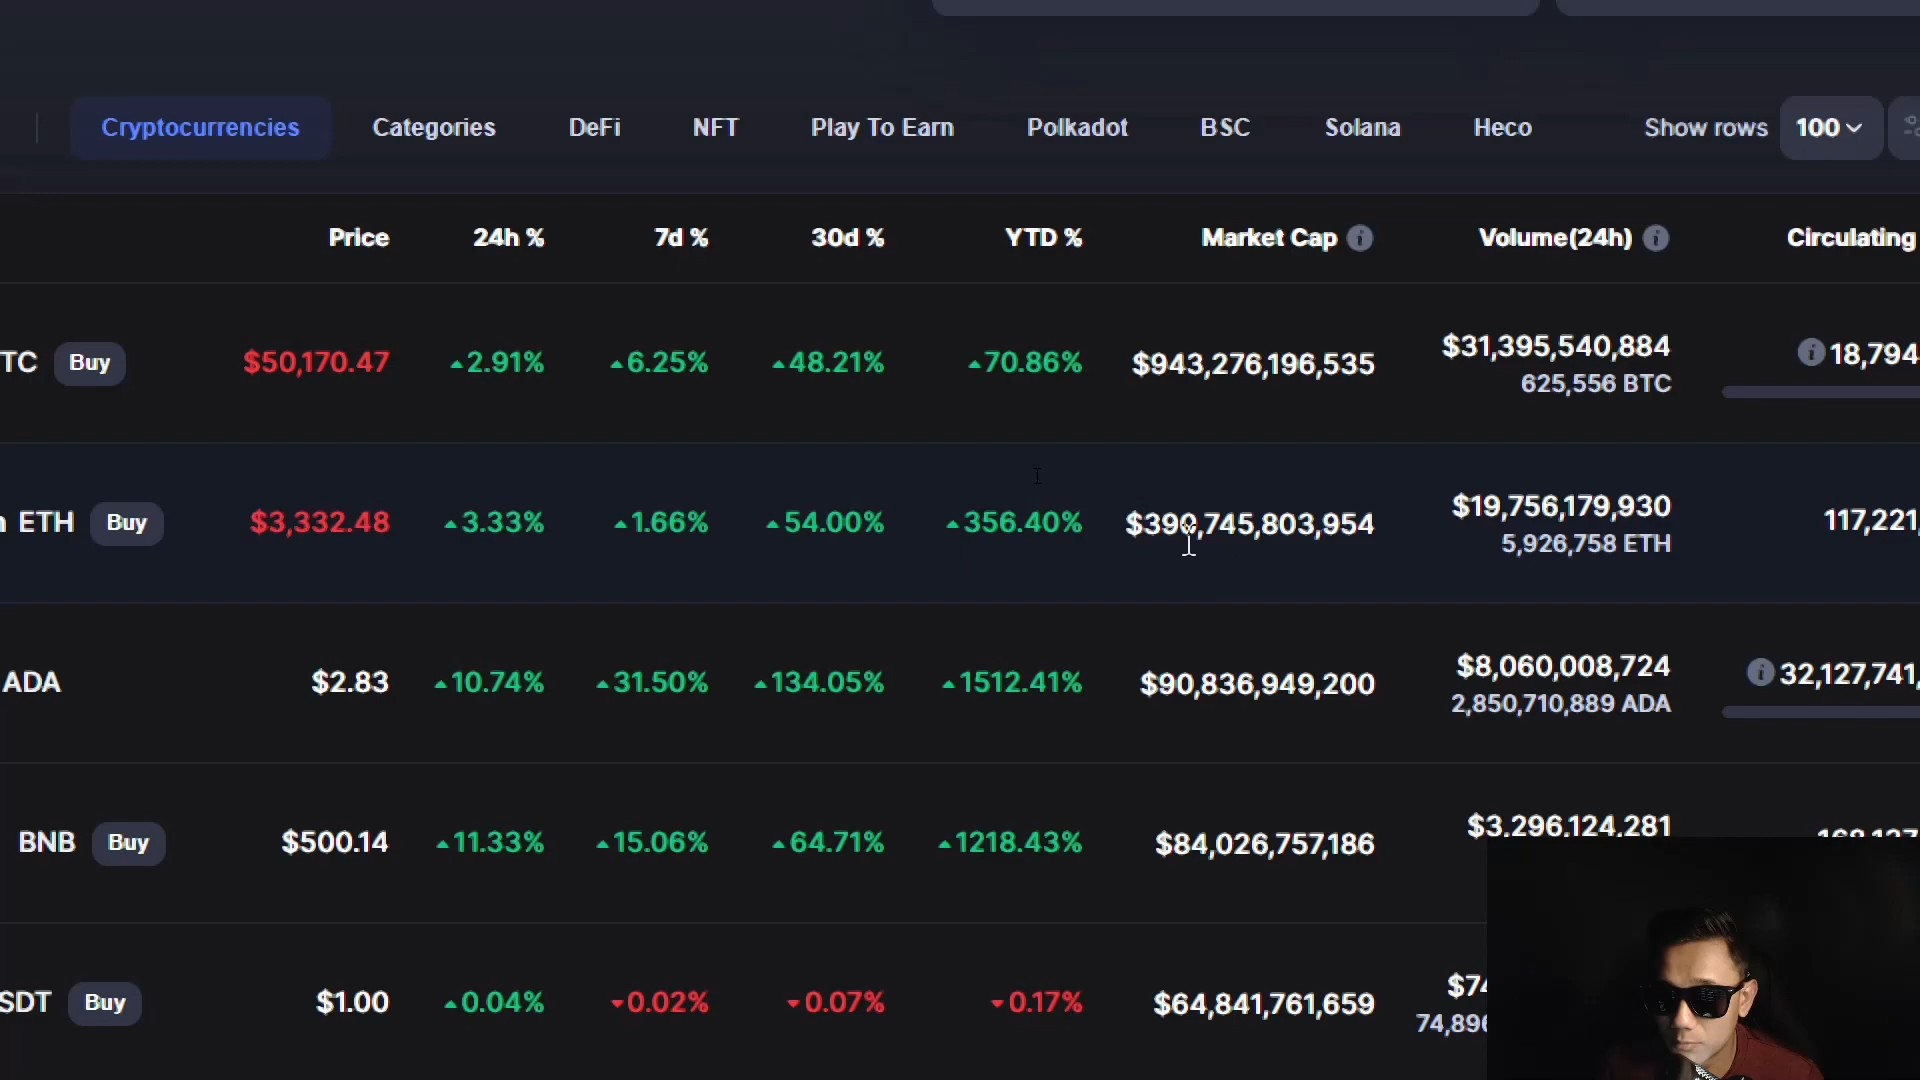 Cryptocurrencies Categories DeFi NFT Play To Earn Polkadot BSC Solana Heco Show rows 100
Price 24h % 7d % 30d % YTD % Market Cap Volume(24h) Circulating
TC Buy $50,170.47 2.91% 6.25% 48.21% 70.86% $943,276,196,535 $31,395,540,884 18,794
625,556 BTC
ETH Buy $3,332.48 3.33% 1.66% 54.00% 356.40% $390,745,803,954 $19,756,179,930 117,221,
5,926,758 ETH
ADA $2.83 10.74% 31.50% 134.05% 1512.41% $90,836,949,200 $8,060,008,724 32,127,741,
2,850,710,889 ADA
BNB Buy $500.14 11.33% 15.06% 64.71% 1218.43% $84,026,757,186 $3,296,124,281
SDT Buy $1.00 0.04% 0.02% 0.07% 0.17% $64,841,761,659 $74
74,896